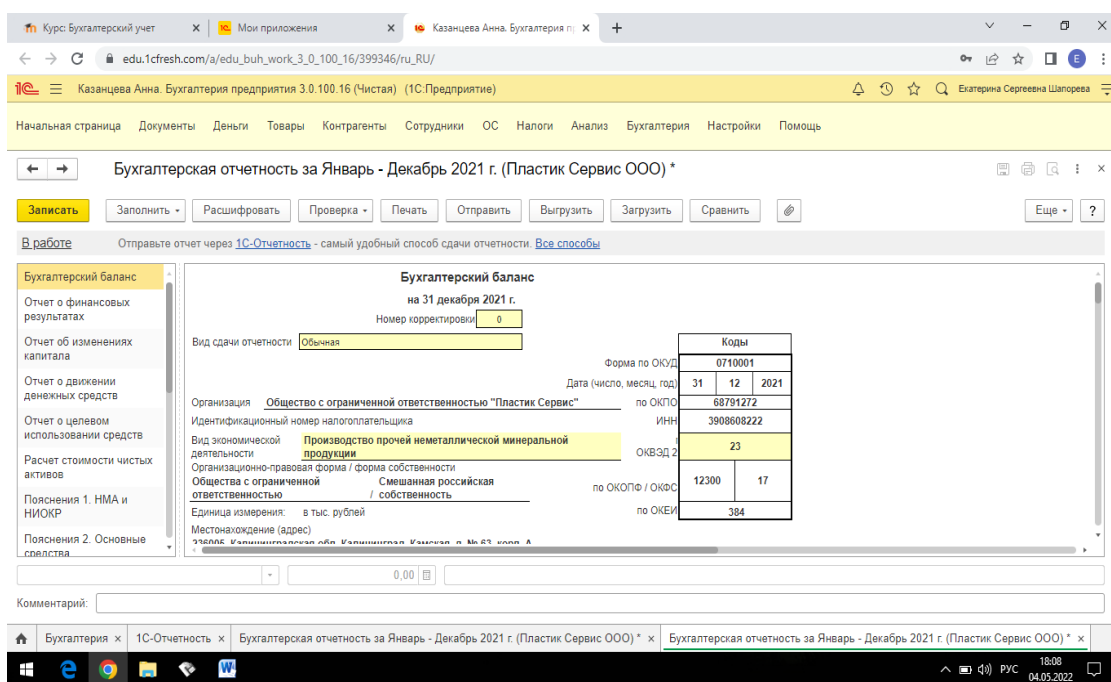 Курс: Бухгалтерский учет
Мои приложения
Казанцева Анна. Бухгалтерия п
edu.1cfresh.com/a/edu_buh_work_3_0_100_16/399346/ru_RU/
E
Казанцева Анна. Бухгалтерия предприятия 3.0.100.16 (Чистая) (1С:Предприятие)
Екатерина Сергеевна Шапорева
Начальная страница Документы Деньги Товары Контрагенты Сотрудники ОС Налоги Анализ Бухгалтерия Настройки Помощь
Бухгалтерская отчетность за Январь - Декабрь 2021 г. (Пластик Сервис ООО) *
Записать Заполнить Расшифровать Проверка Печать Отправить Выгрузить Загрузить Сравнить Еще ?
В работе Отправьте отчет через 1С-Отчетность - самый удобный способ сдачи отчетности. Все способы
Бухгалтерский баланс
Отчет о финансовых
результатах
Отчет об изменениях
капитала
Отчет о движении
денежных средств
Отчет о целевом
использовании средств
Расчет стоимости чистых
активов
Пояснения 1. НМА и
НИОКР
Пояснения 2. Основные
средства
Бухгалтерский баланс
на 31 декабря 2021 г.
Номер корректировки 0
Вид сдачи отчетности Обычная
Коды
Форма по ОКУД 0710001
Дата (число, месяц, год) 31 12 2021
Организация Общество с ограниченной ответственностью "Пластик Сервис" по ОКПО 68791272
Идентификационный номер налогоплательщика ИНН 3908608222
Вид экономической Производство прочей неметаллической минеральной
деятельности продукции ОКВЭД 2 23
Организационно-правовая форма / форма собственности
Общества с ограниченной Смешанная российская
ответственностью / собственность по ОКОПФ / ОКФС 12300 17
Единица измерения: в тыс. рублей по ОКЕИ 384
Местонахождение (адрес)
236005, Калининградская обл, Калининград, Камская, д. № 63, корп. А
0,00
Комментарий:
Бухгалтерия × 1С-Отчетность × Бухгалтерская отчетность за Январь - Декабрь 2021 г. (Пластик Сервис ООО) * × Бухгалтерская отчетность за Январь - Декабрь 2021 г. (Пластик Сервис ООО) * ×
РУС
18:08
04.05.2022